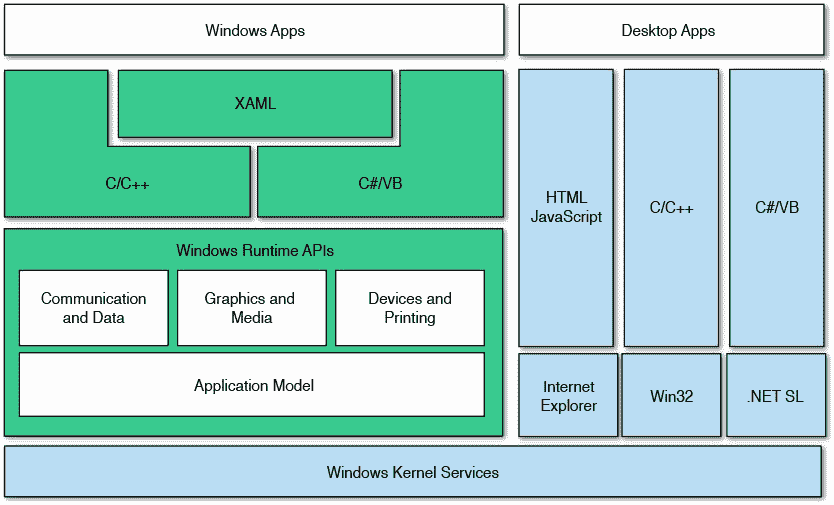 Windows Apps
Desktop Apps
XAML
C/C++
C#/VB
HTML
JavaScript
C/C++
C#/VB
Windows Runtime APIs
Communication
and Data
Graphics and
Media
Devices and
Printing
Application Model
Internet
Explorer
Win32
.NET SL
Windows Kernel Services